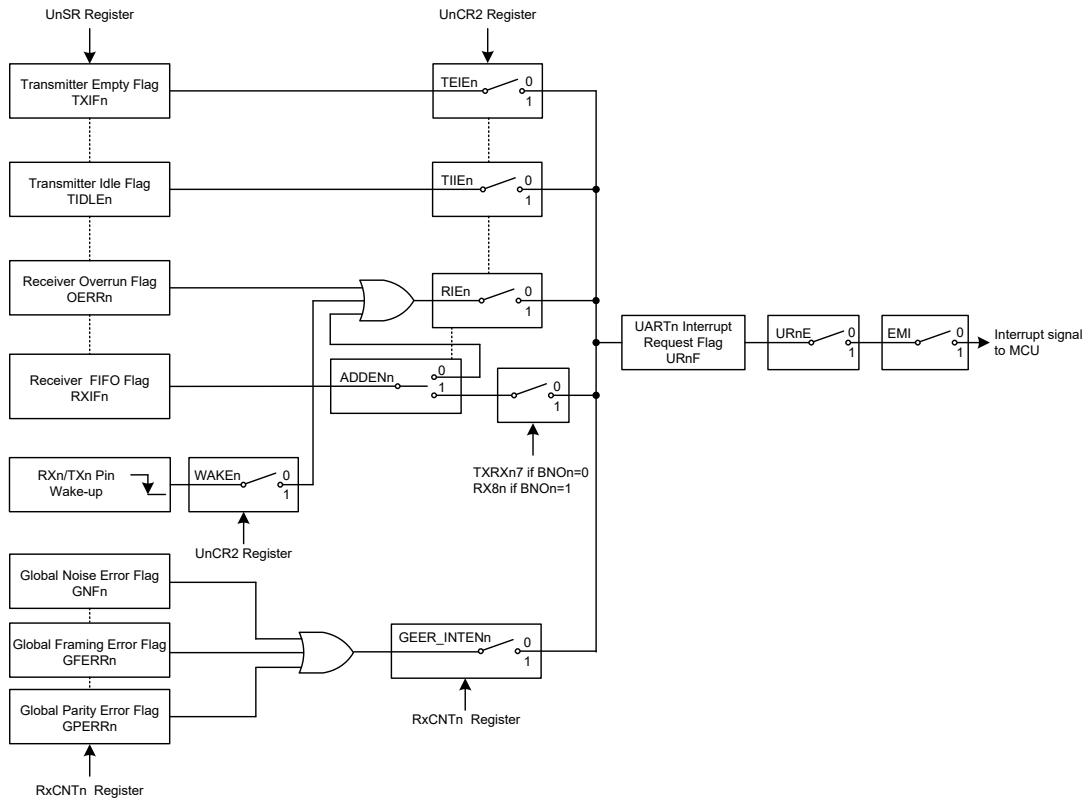 UnSR Register
UnCR2 Register
Transmitter Empty Flag
TXIFn
TEIEn
0
1
Transmitter Idle Flag
TIDLEn
TIIEn
0
1
Receiver Overrun Flag
OERRn
RIEn
0
1
UARTn Interrupt
Request Flag
URnF
URnE
0
1
EMI
0
1
Interrupt signal
to MCU
Receiver FIFO Flag
RXIFn
ADDENn
0
1
0
1
TXRXn7 if BNOn=0
RX8n if BNOn=1
RXn/TXn Pin
Wake-up
WAKEn
0
1
UnCR2 Register
Global Noise Error Flag
GNFn
Global Framing Error Flag
GFERRn
GEER_INTENn
0
1
Global Parity Error Flag
GPERRn
RxCNTn Register
RxCNTn Register